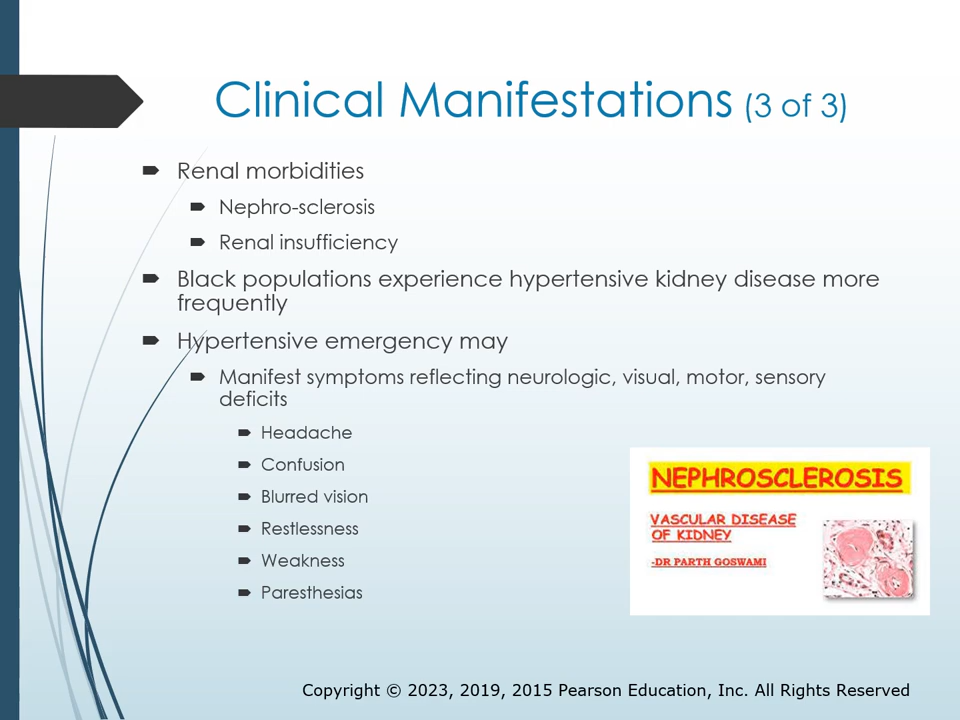 Clinical Manifestations (3 of 3)
Renal morbidities
Nephro-sclerosis
Renal insufficiency
Black populations experience hypertensive kidney disease more
frequently
Hypertensive emergency may
Manifest symptoms reflecting neurologic, visual, motor, sensory
deficits
Headache
Confusion
Blurred vision
Restlessness
Weakness
Paresthesias
NEPHROSCLEROSIS
VASCULAR DISEASE
OF KIDNEY
-DR PARTH GOSWAMI
Copyright © 2023, 2019, 2015 Pearson Education, Inc. All Rights Reserved